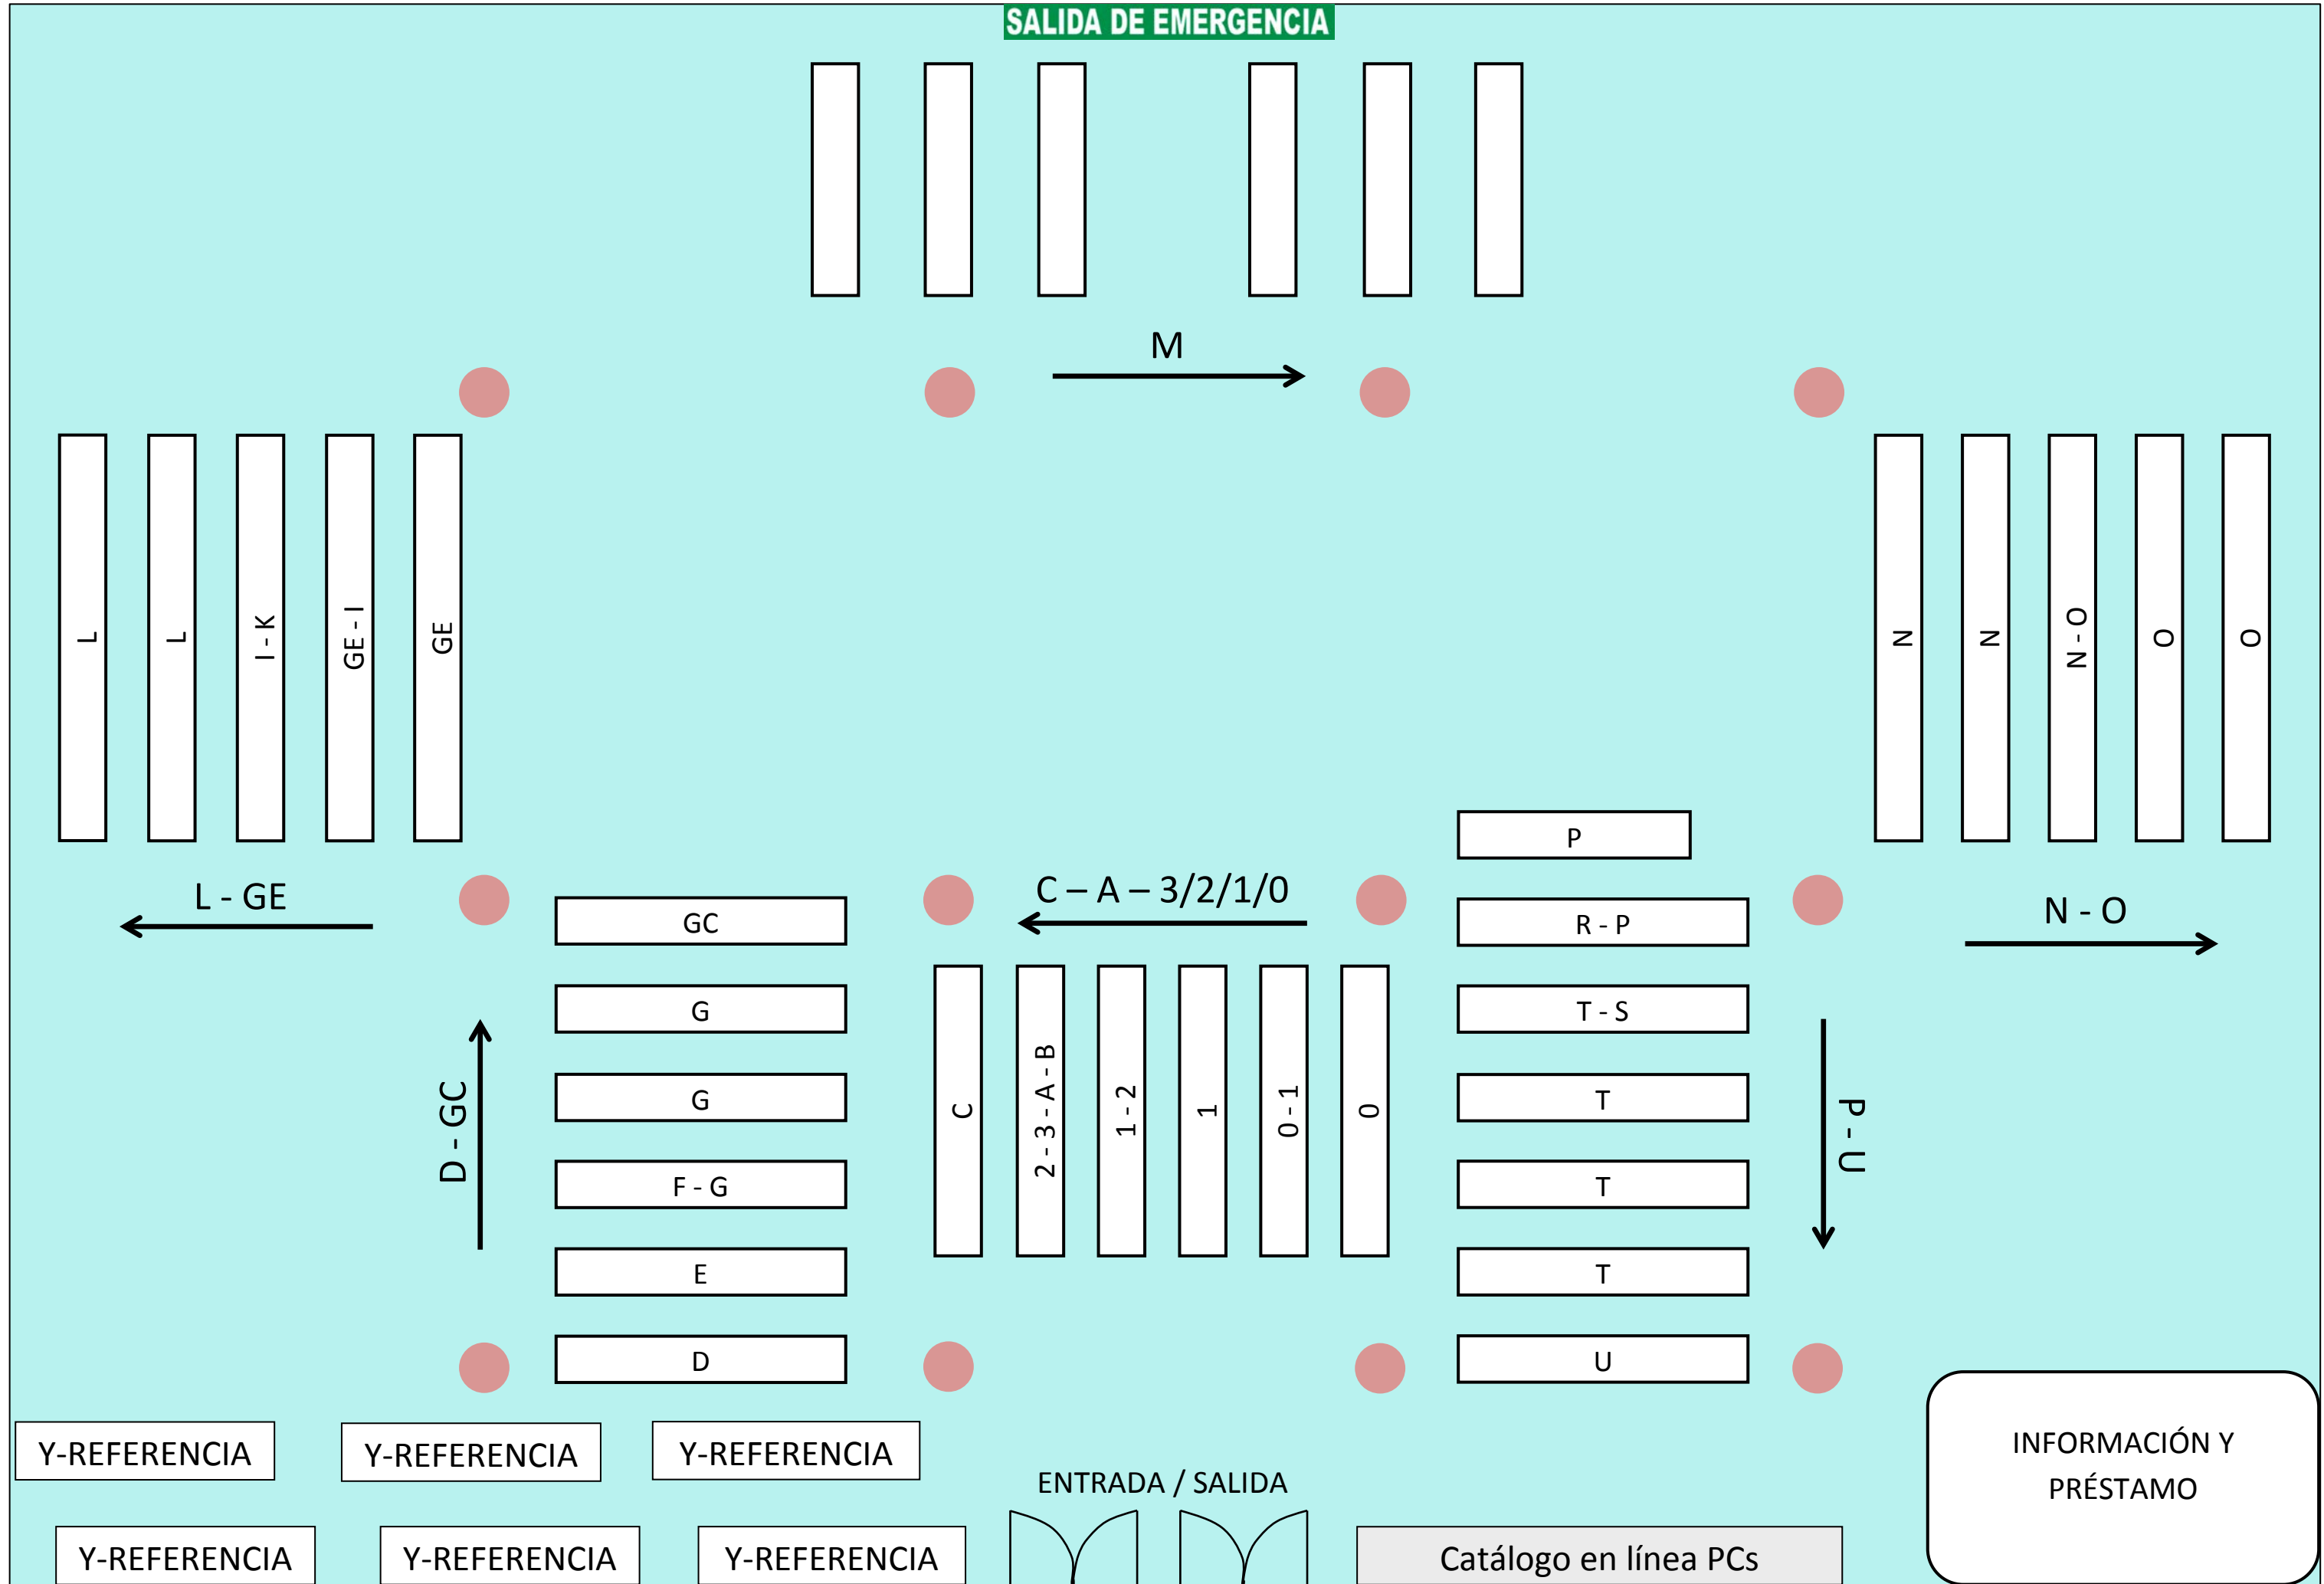 SALIDA DE EMERGENCIA
M
L
L
I - K
GE - I
GE
N
N
N - O
O
O
L - GE
C – A – 3/2/1/0
N - O
P
GC
R - P
G
T - S
G
T
F - G
T
E
T
D
U
D - GC
C
2 - 3 - A - B
1 - 2
1
0 - 1
0
P - U
Y-REFERENCIA
Y-REFERENCIA
Y-REFERENCIA
ENTRADA / SALIDA
INFORMACIÓN Y
PRÉSTAMO
Y-REFERENCIA
Y-REFERENCIA
Y-REFERENCIA
Catálogo en línea PCs